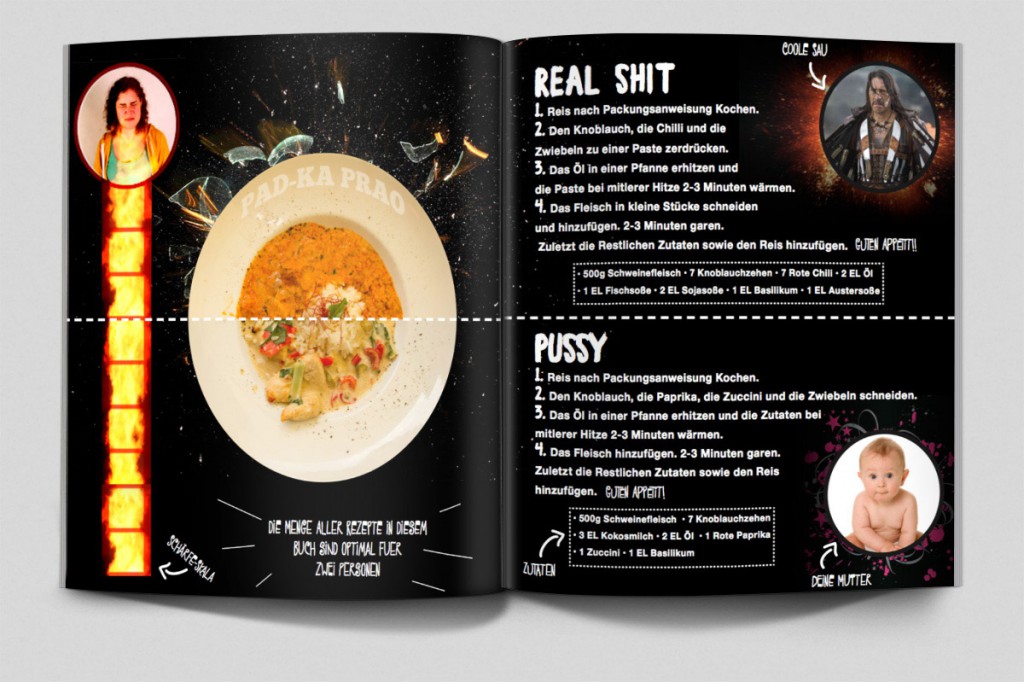 PAD-KA PRAO
SCHÄRFE-SKALA
DIE MENGE ALLER REZEPTE IN DIESEM
BUCH SIND OPTIMAL FUER
ZWEI PERSONEN
COOLE SAU
REAL SHIT
1. Reis nach Packungsanweisung Kochen.
2. Den Knoblauch, die Chilli und die
Zwiebeln zu einer Paste zerdrücken.
3. Das Öl in einer Pfanne erhitzen und
die Paste bei mitlerer Hitze 2-3 Minuten wärmen.
4. Das Fleisch in kleine Stücke schneiden
und hinzufügen. 2-3 Minuten garen.
Zuletzt die Restlichen Zutaten sowie den Reis hinzufügen. GUTEN APPETIT!!
• 500g Schweinefleisch • 7 Knoblauchzehen • 7 Rote Chili • 2 EL Öl
• 1 EL Fischsoße • 2 EL Sojasoße • 1 EL Basilikum • 1 EL Austersoße
PUSSY
1. Reis nach Packungsanweisung Kochen.
2. Den Knoblauch, die Paprika, die Zuccini und die Zwiebeln schneiden.
3. Das Öl in einer Pfanne erhitzen und die Zutaten bei
mitlerer Hitze 2-3 Minuten wärmen.
4. Das Fleisch hinzufügen. 2-3 Minuten garen.
Zuletzt die Restlichen Zutaten sowie den Reis
hinzufügen. GUTEN APPETIT!
• 500g Schweinefleisch • 7 Knoblauchzehen
• 3 EL Kokosmilch • 2 EL Öl • 1 Rote Paprika
• 1 Zuccini • 1 EL Basilikum
ZUTATEN
DEINE MUTTER